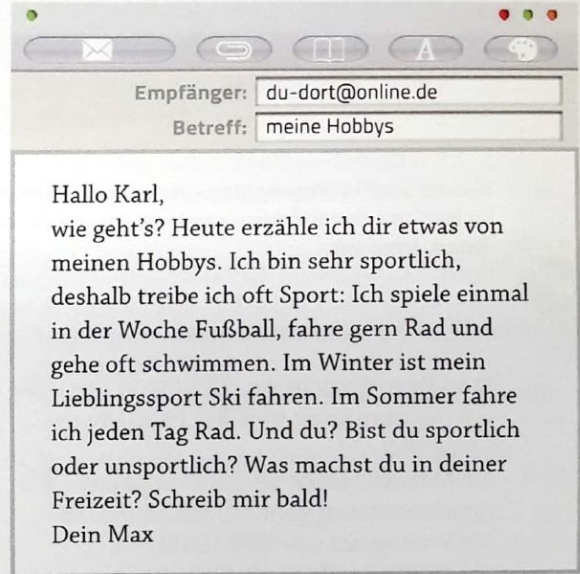 A
Empfänger: du-dort@online.de
Betreff: meine Hobbys
Hallo Karl,
wie geht's? Heute erzähle ich dir etwas von
meinen Hobbys. Ich bin sehr sportlich,
deshalb treibe ich oft Sport: Ich spiele einmal
in der Woche Fußball, fahre gern Rad und
gehe oft schwimmen. Im Winter ist mein
Lieblingssport Ski fahren. Im Sommer fahre
ich jeden Tag Rad. Und du? Bist du sportlich
oder unsportlich? Was machst du in deiner
Freizeit? Schreib mir bald!
Dein Max